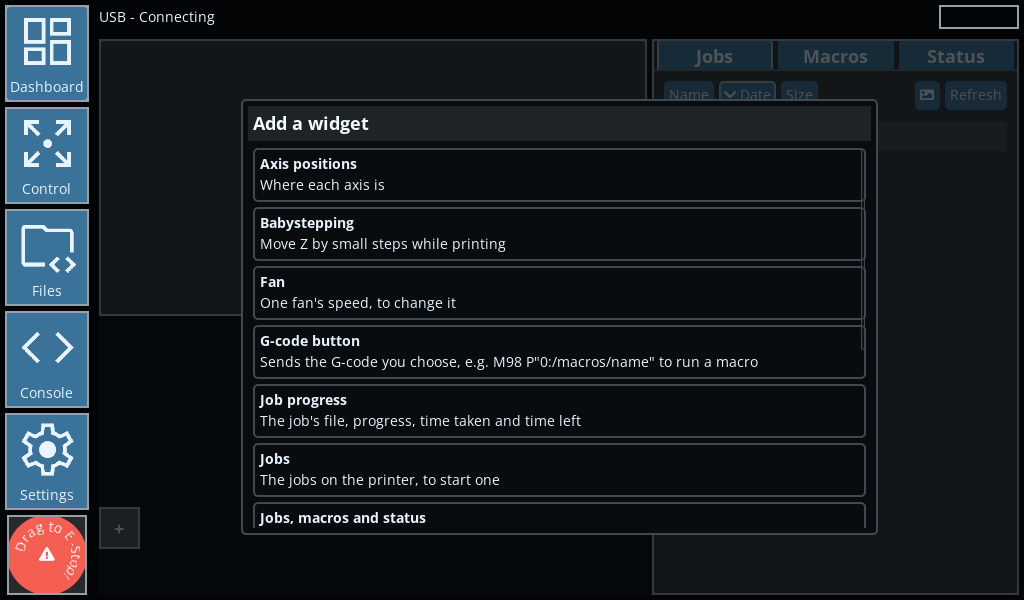 USB - Connecting
Dashboard
Control
Files
Console
Settings
Drag to E-Stop!
Jobs Macros Status
Name Date Size Refresh
Add a widget
Axis positions
Where each axis is
Babystepping
Move Z by small steps while printing
Fan
One fan's speed, to change it
G-code button
Sends the G-code you choose, e.g. M98 P"0:/macros/name" to run a macro
Job progress
The job's file, progress, time taken and time left
Jobs
The jobs on the printer, to start one
Jobs, macros and status
+